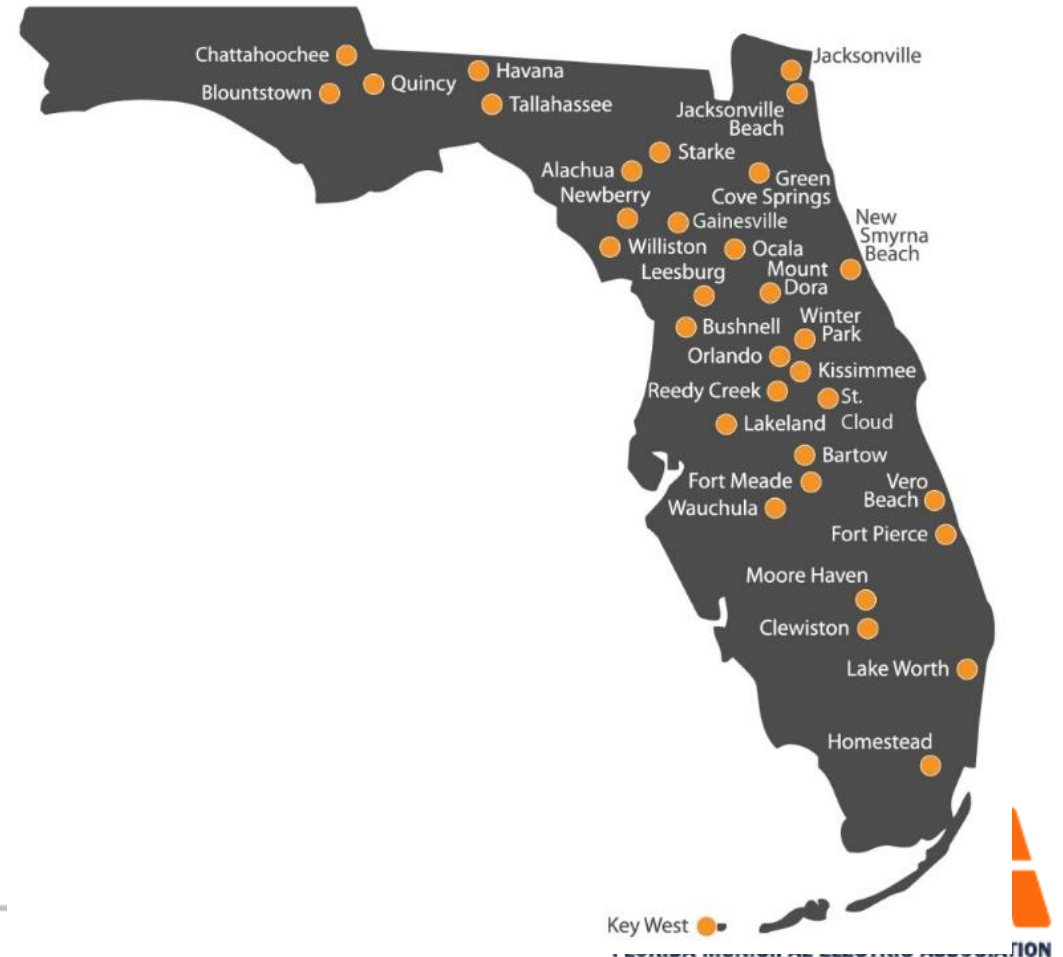 Chattahoochee
Quincy
Blountstown
Havana
Tallahassee
Jacksonville
Jacksonville
Beach
Starke
Alachua
Green
Cove Springs
Newberry
Gainesville
New
Smyrna
Beach
Williston
Ocala
Leesburg
Mount
Dora
Bushnell
Winter
Park
Orlando
Kissimmee
Reedy Creek
St.
Cloud
Lakeland
Bartow
Fort Meade
Vero
Beach
Wauchula
Fort Pierce
Moore Haven
Clewiston
Lake Worth
Homestead
Key West